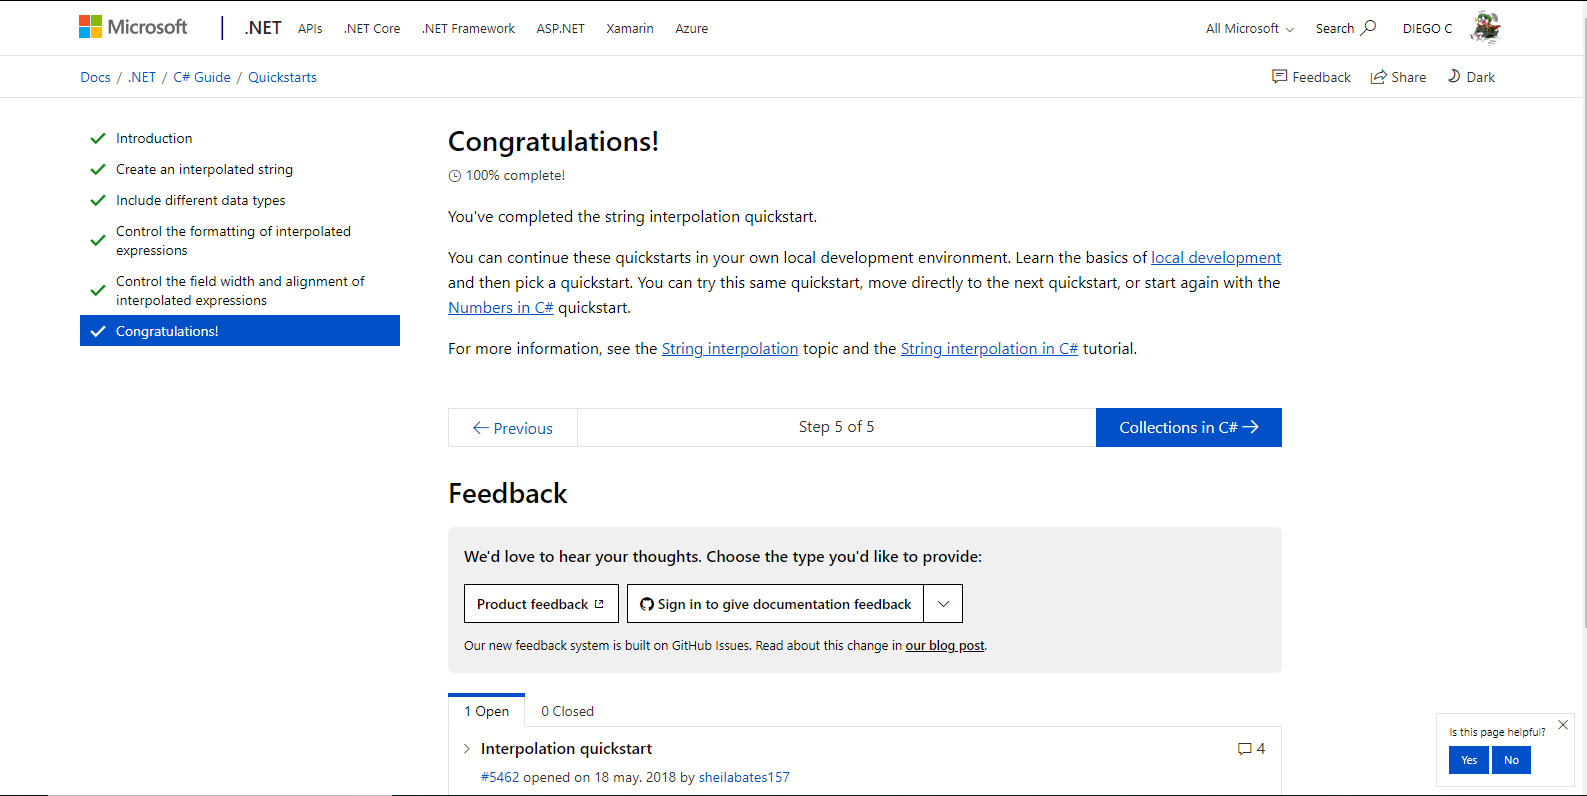 Microsoft
.NET APIs .NET Core .NET Framework ASP.NET Xamarin Azure
All Microsoft Search DIEGO C
Docs / .NET / C# Guide / Quickstarts
Feedback Share Dark
Introduction
Create an interpolated string
Include different data types
Control the formatting of interpolated
expressions
Control the field width and alignment of
interpolated expressions
Congratulations!
Congratulations!
100% complete!
You've completed the string interpolation quickstart.
You can continue these quickstarts in your own local development environment. Learn the basics of local development
and then pick a quickstart. You can try this same quickstart, move directly to the next quickstart, or start again with the
Numbers in C# quickstart.
For more information, see the String interpolation topic and the String interpolation in C# tutorial.
Previous
Step 5 of 5
Collections in C#
Feedback
We'd love to hear your thoughts. Choose the type you'd like to provide:
Product feedback
Sign in to give documentation feedback
Our new feedback system is built on GitHub Issues. Read about this change in our blog post.
1 Open 0 Closed
Interpolation quickstart
4
#5462 opened on 18 may. 2018 by sheilabates157
Is this page helpful?
Yes No